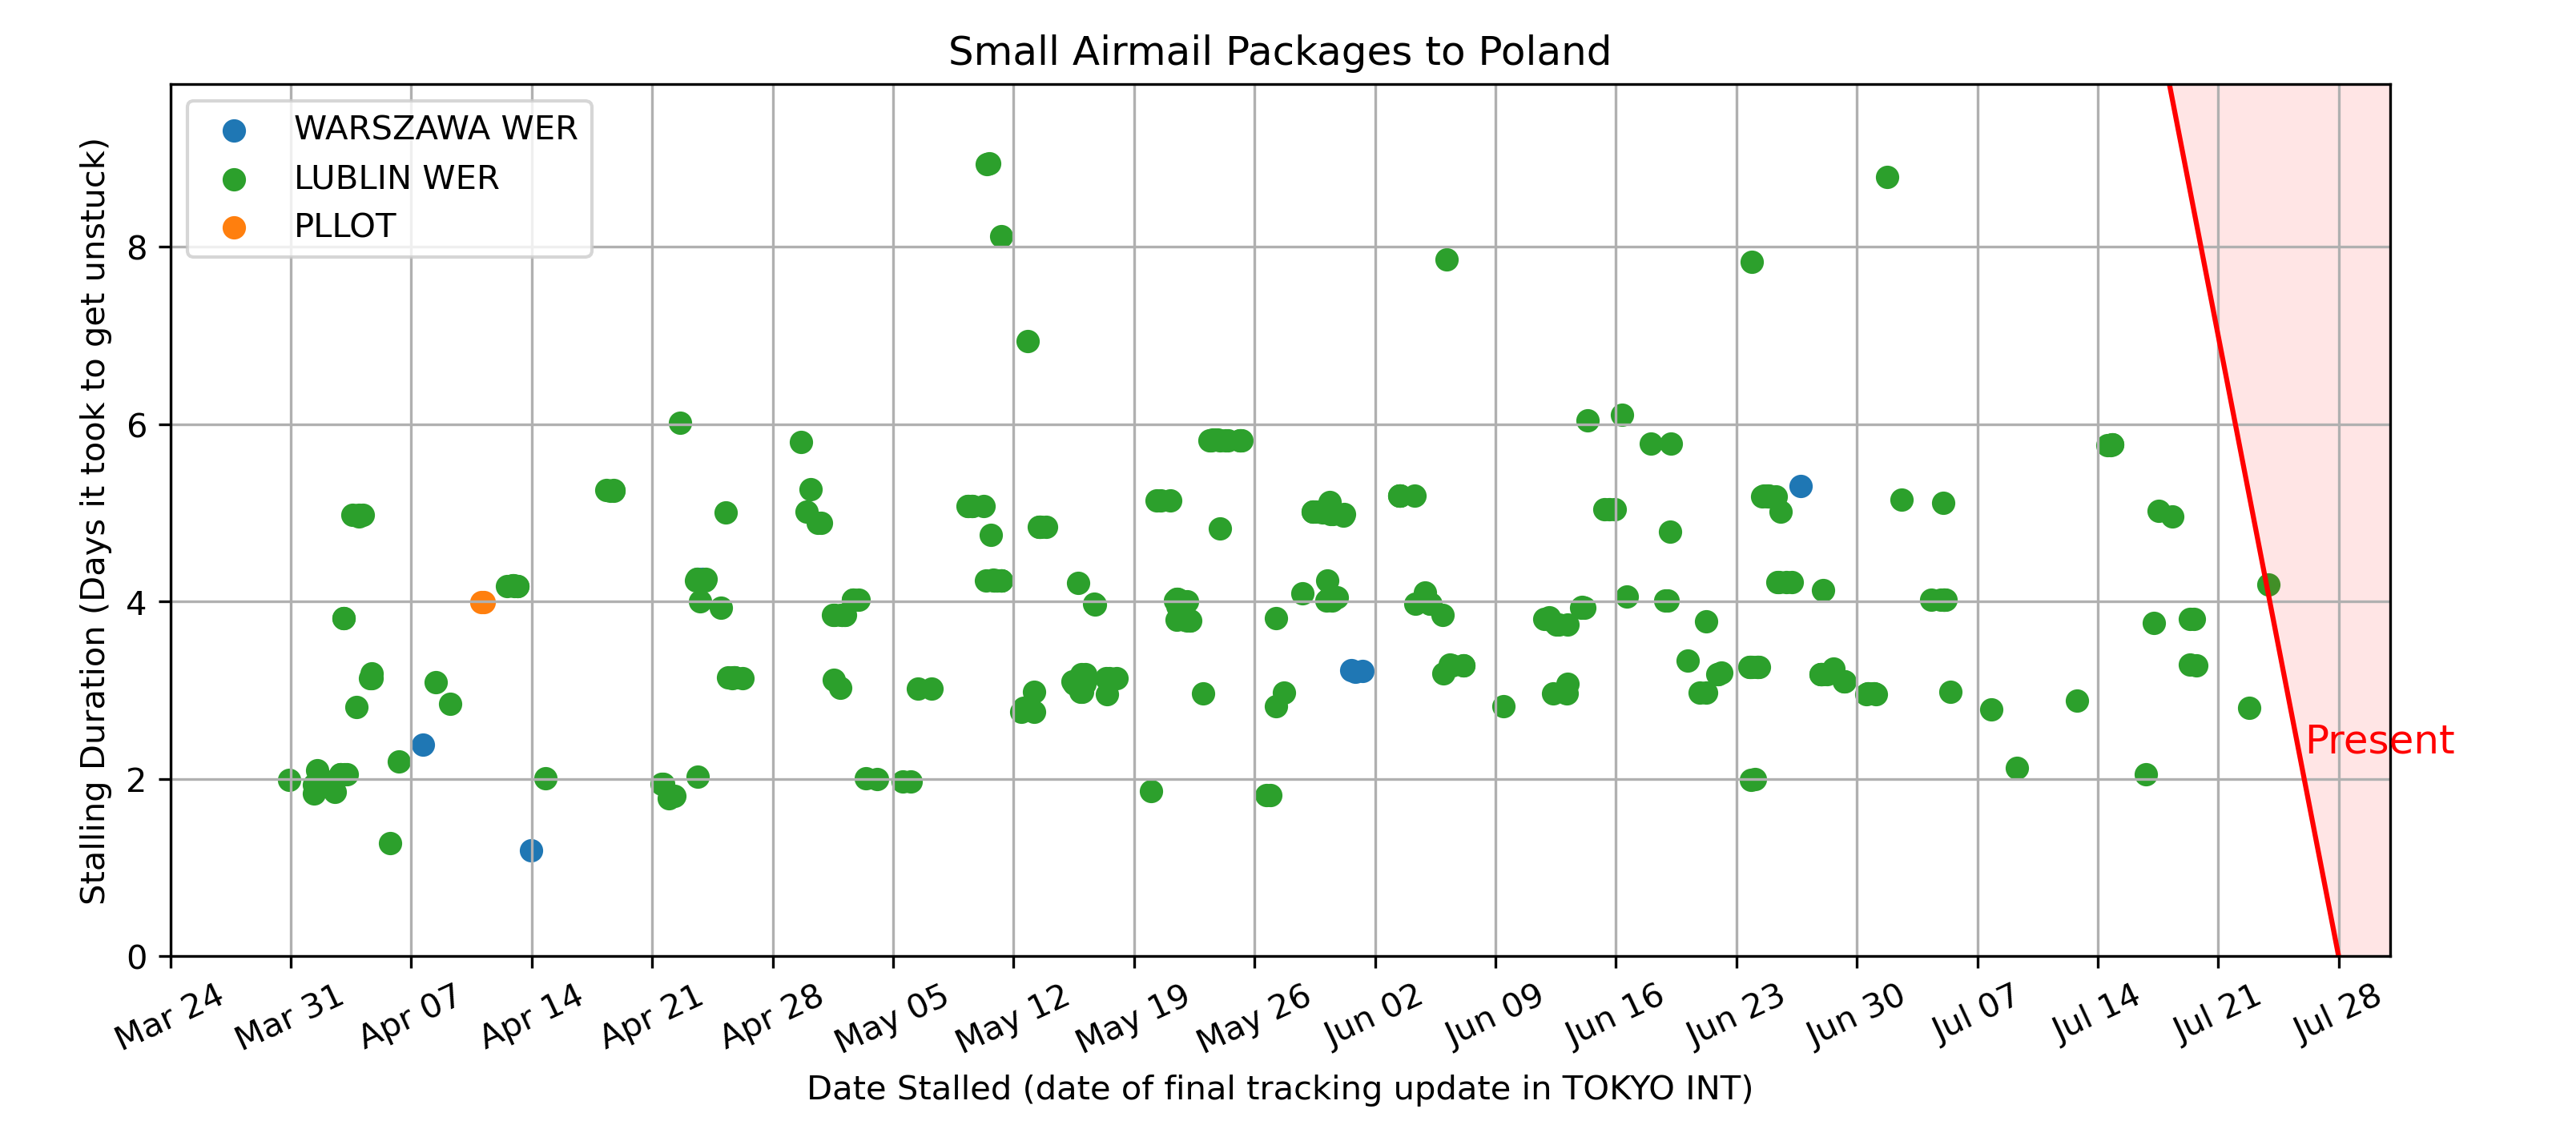 Small Airmail Packages to Poland
WARSZAWA WER
LUBLIN WER
PLLOT
Stalling Duration (Days it took to get unstuck)
8
6
4
2
0
Present
Mar 24
Mar 31
Apr 07
Apr 14
Apr 21
Apr 28
May 05
May 12
May 19
May 26
Jun 02
Jun 09
Jun 16
Jun 23
Jun 30
Jul 07
Jul 14
Jul 21
Jul 28
Date Stalled (date of final tracking update in TOKYO INT)